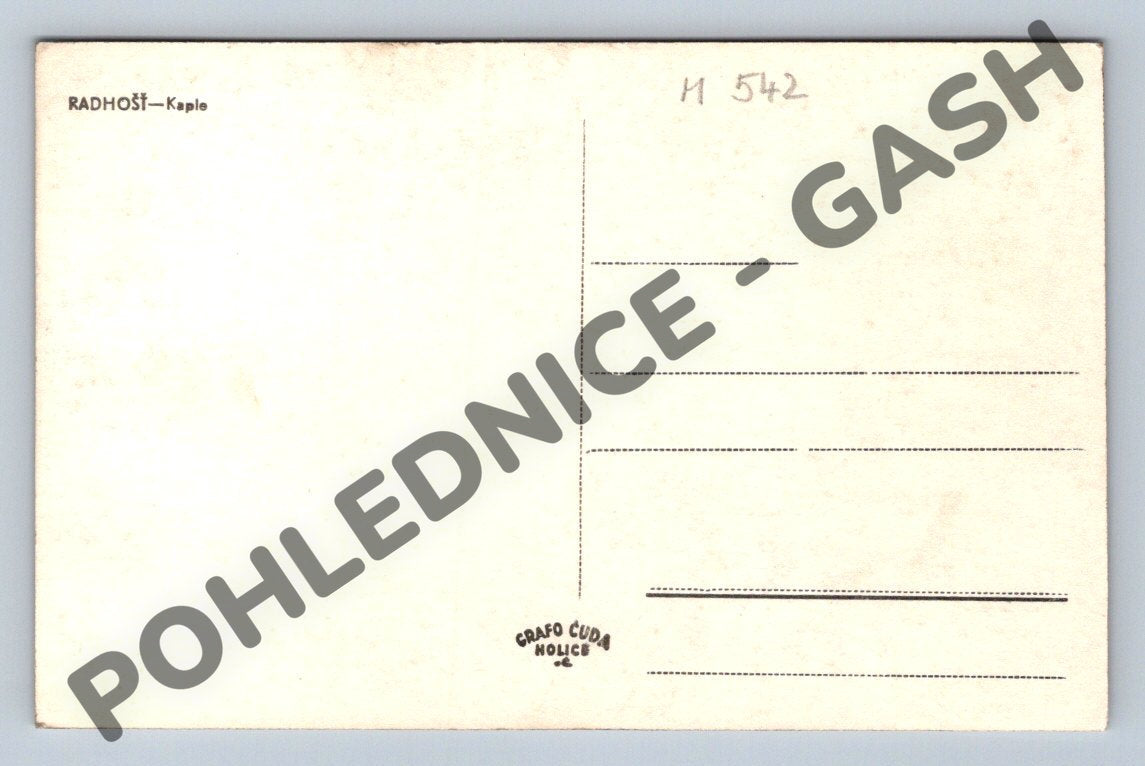 RADHOŠŤ—Kaple
M 542
POHLEDNICE - GASH
GRAFO ČUDA
HOLICE